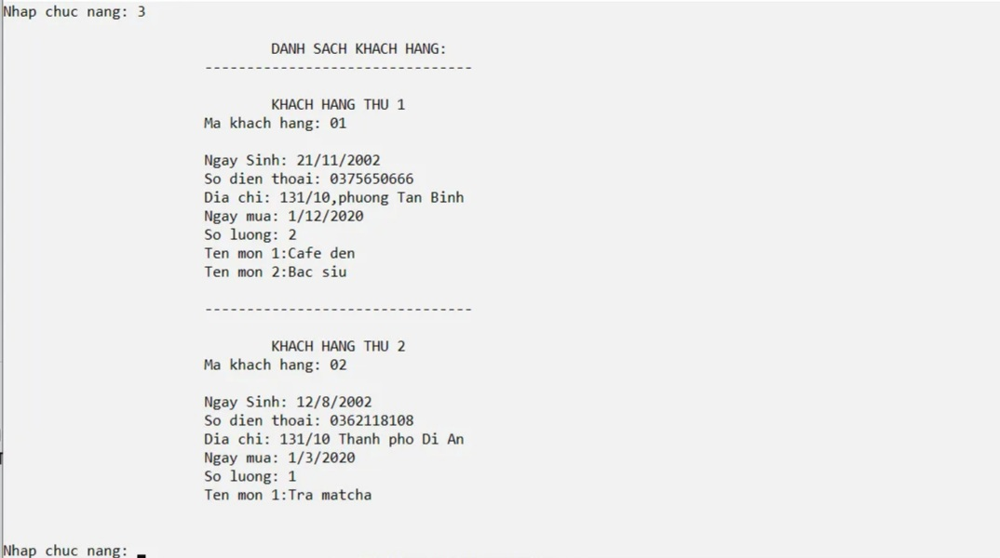 Nhap chuc nang: 3
DANH SACH KHACH HANG:
--------------------------------
KHACH HANG THU 1
Ma khach hang: 01
Ngay Sinh: 21/11/2002
So dien thoai: 0375650666
Dia chi: 131/10,phuong Tan Binh
Ngay mua: 1/12/2020
So luong: 2
Ten mon 1:Cafe den
Ten mon 2:Bac siu
--------------------------------
KHACH HANG THU 2
Ma khach hang: 02
Ngay Sinh: 12/8/2002
So dien thoai: 0362118108
Dia chi: 131/10 Thanh pho Di An
Ngay mua: 1/3/2020
So luong: 1
Ten mon 1:Tra matcha
Nhap chuc nang: